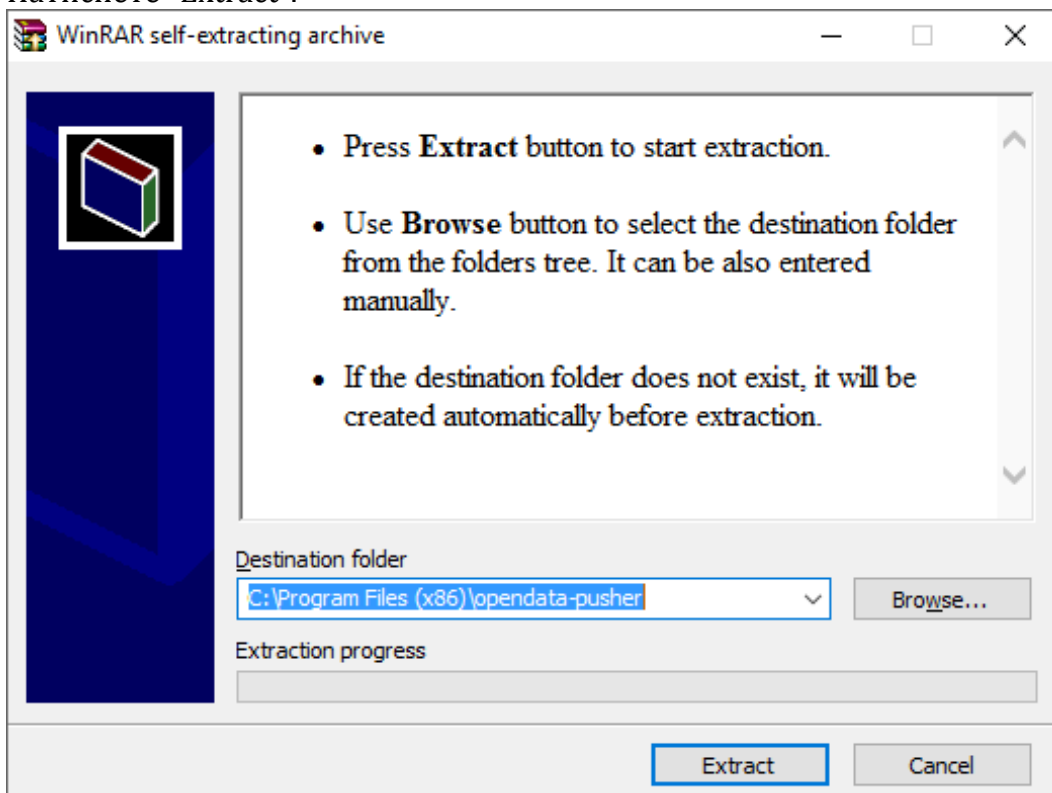 WinRAR self-extracting archive
• Press Extract button to start extraction.
• Use Browse button to select the destination folder
from the folders tree. It can be also entered
manually.
• If the destination folder does not exist, it will be
created automatically before extraction.
Destination folder
C:\Program Files (x86)\opendata-pusher
Browse...
Extraction progress
Extract
Cancel